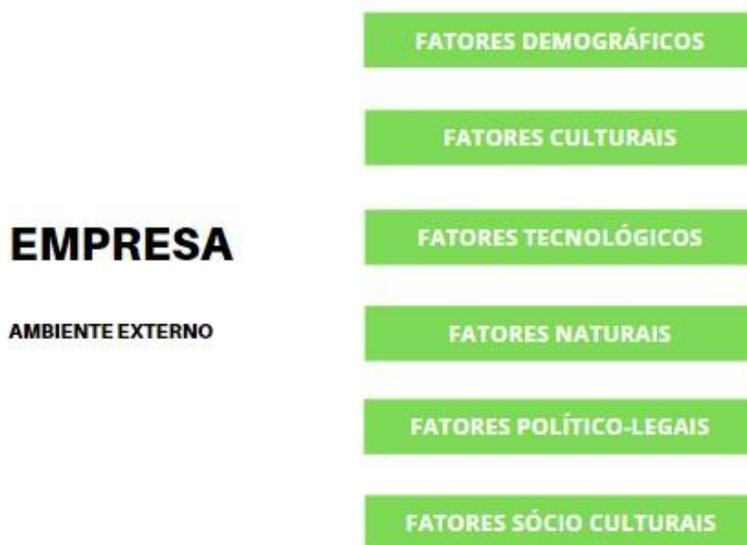 EMPRESA
AMBIENTE EXTERNO
FATORES DEMOGRÁFICOS
FATORES CULTURAIS
FATORES TECNOLÓGICOS
FATORES NATURAIS
FATORES POLÍTICO-LEGAIS
FATORES SÓCIO CULTURAIS